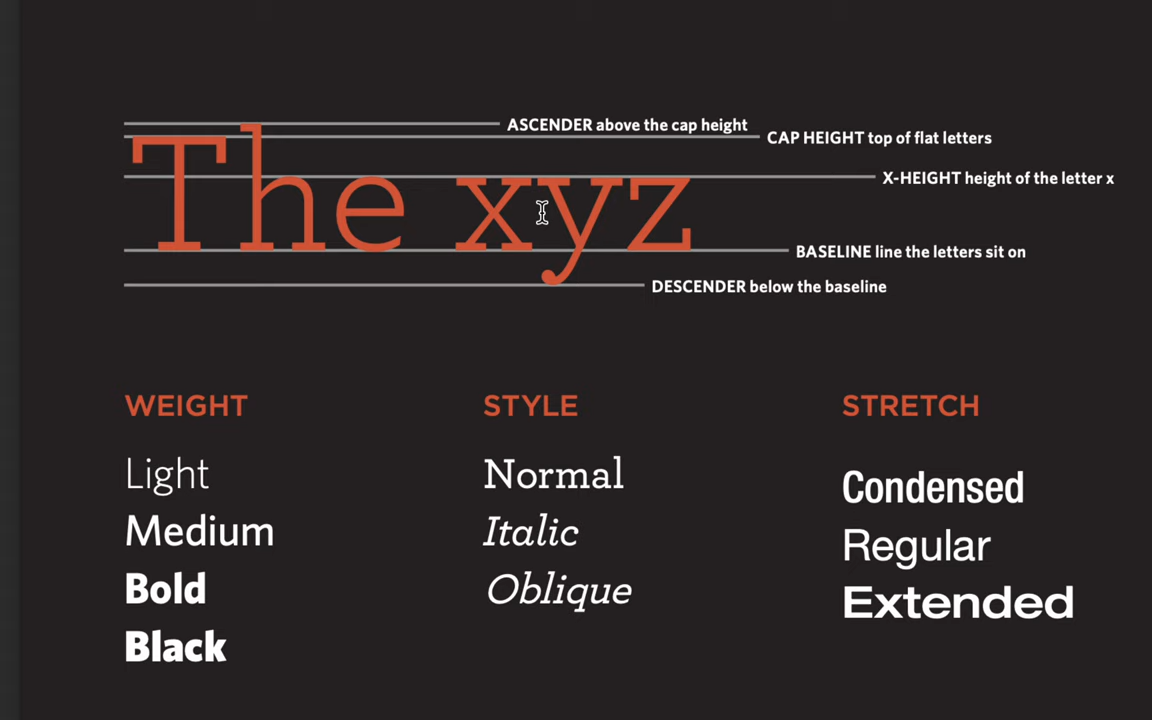 ASCENDER above the cap height
CAP HEIGHT top of flat letters
X-HEIGHT height of the letter x
The xyz
BASELINE line the letters sit on
DESCENDER below the baseline
WEIGHT
Light
Medium
Bold
Black
STYLE
Normal
Italic
Oblique
STRETCH
Condensed
Regular
Extended